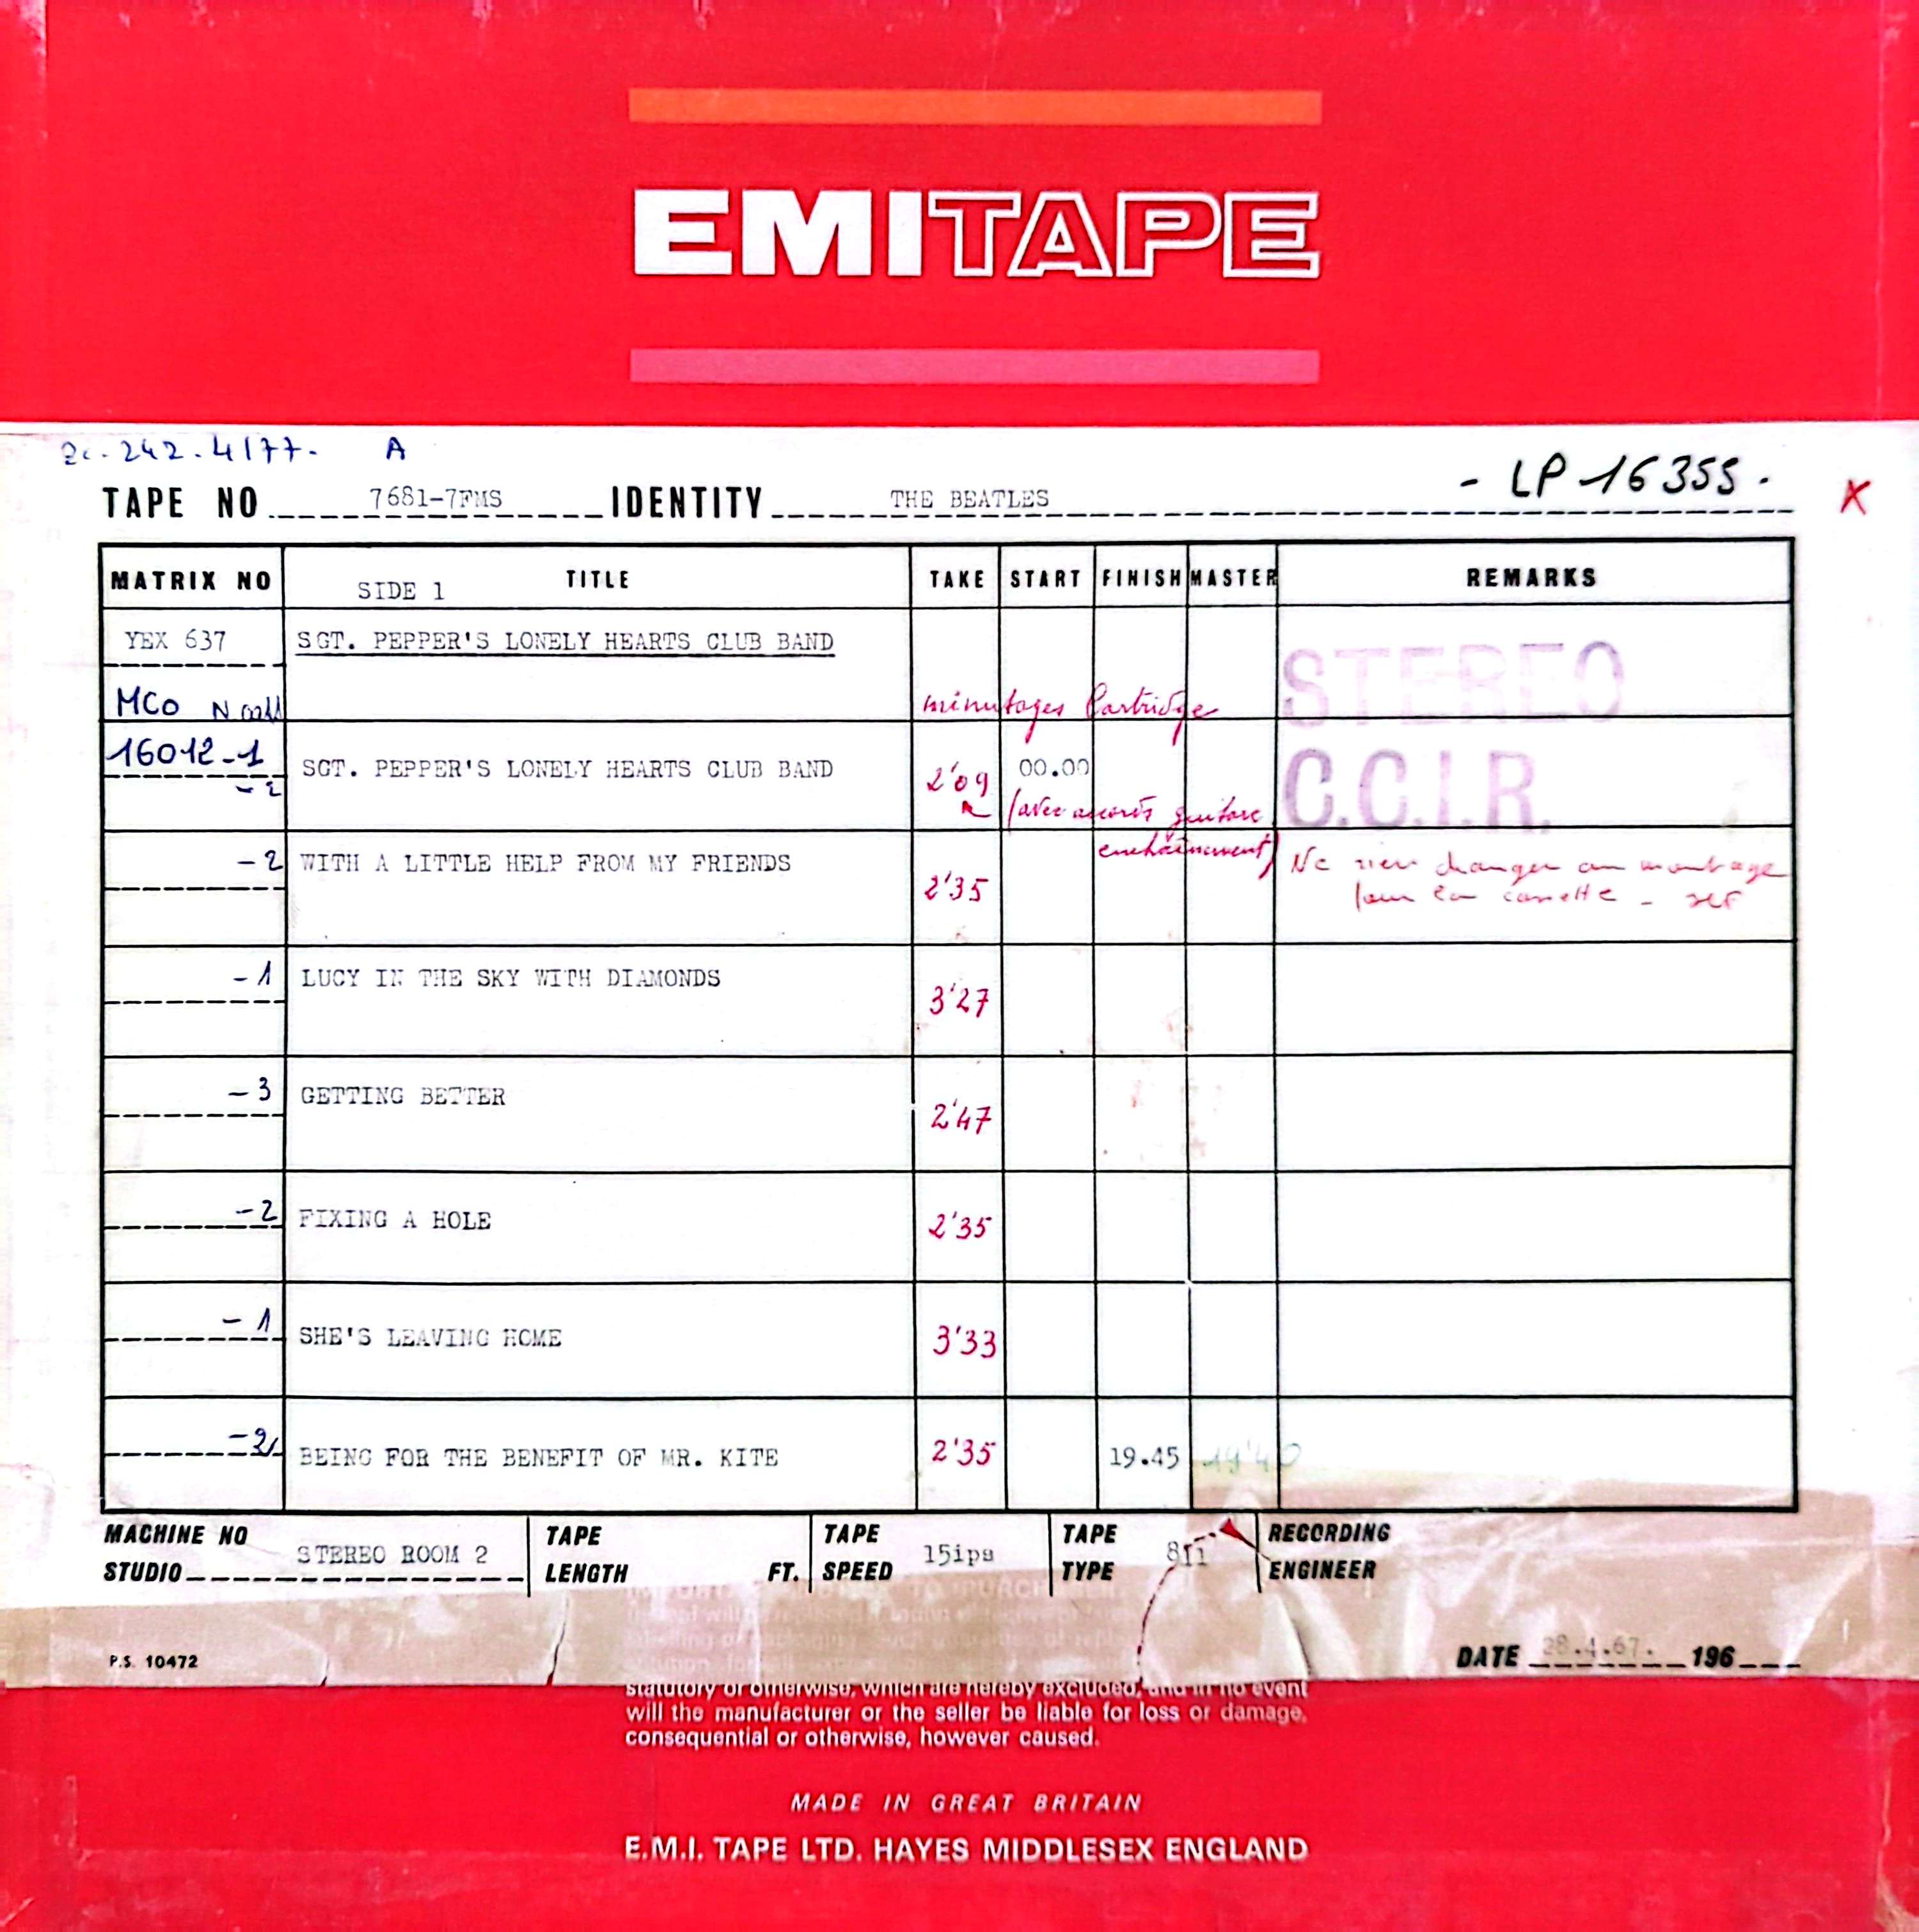 EMITAPE
2c.242.4177. A
- LP 16355 -
X
TAPE NO 7681-7FMS IDENTITY THE BEATLES
MATRIX NO SIDE 1 TITLE TAKE START FINISH MASTER REMARKS
YEX 637 SGT. PEPPER'S LONELY HEARTS CLUB BAND
STEREO
MCo minutages Cartridge
C.C.I.R.
16012-1 SGT. PEPPER'S LONELY HEARTS CLUB BAND 2'09 00.00
-2 (avec accords guitare
enchaînement)
-2 WITH A LITTLE HELP FROM MY FRIENDS 2'35
Ne rien changer au montage
pour la cassette -
-1 LUCY IN THE SKY WITH DIAMONDS 3'27
-3 GETTING BETTER 2'47
-2 FIXING A HOLE 2'35
-1 SHE'S LEAVING HOME 3'33
-2 BEING FOR THE BENEFIT OF MR. KITE 2'35 19.45 19'40
MACHINE NO TAPE TAPE TAPE RECORDING
STUDIO STEREO ROOM 2 LENGTH FT. SPEED 15ips TYPE 811 ENGINEER
TO PURCH
P.S. 10472
DATE 28.4.67. 196
statutory or otherwise, which are hereby excluded, and in no event
will the manufacturer or the seller be liable for loss or damage,
consequential or otherwise, however caused.
MADE IN GREAT BRITAIN
E.M.I. TAPE LTD. HAYES MIDDLESEX ENGLAND